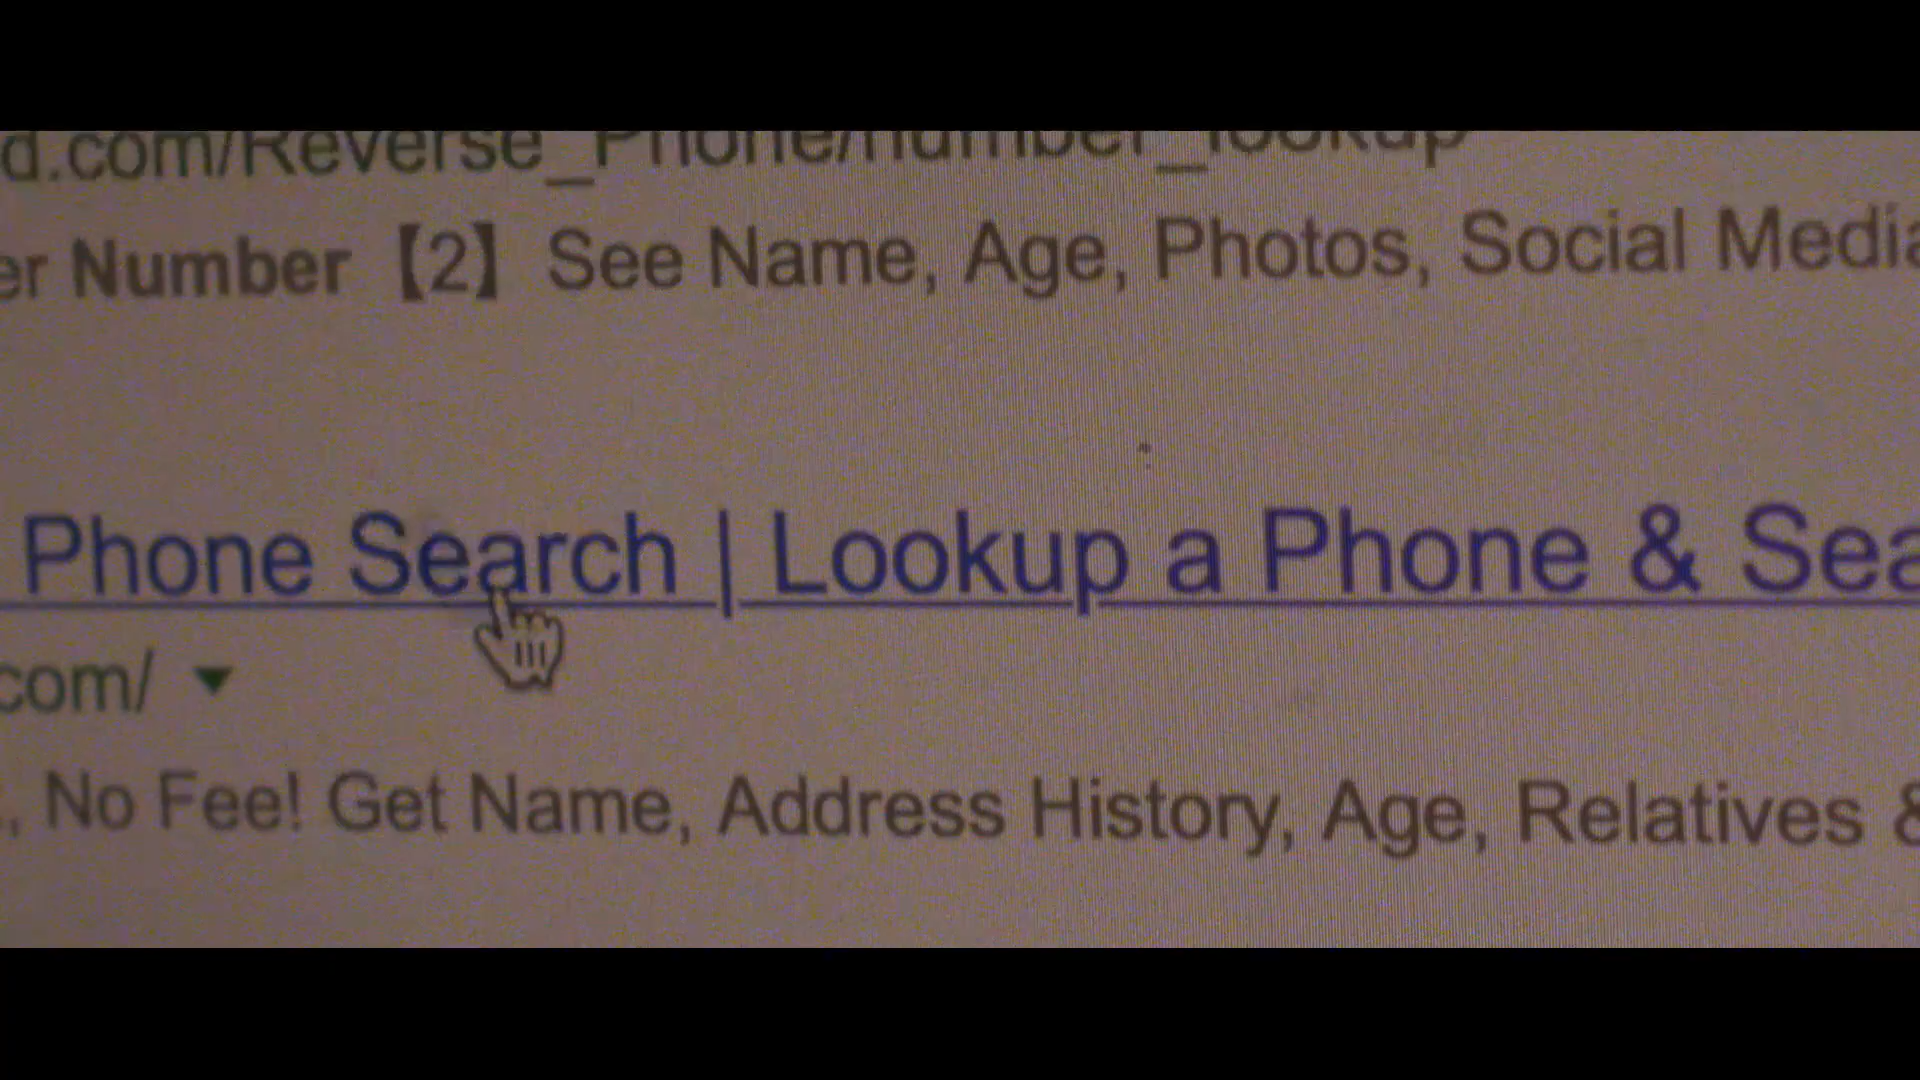 d.com/Reverse_Phone/number_lookup
er Number【2】 See Name, Age, Photos, Social Media
Phone Search | Lookup a Phone & Sea
.com/
, No Fee! Get Name, Address History, Age, Relatives &